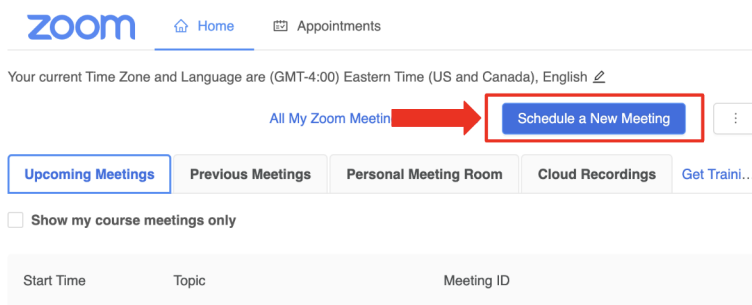 zoom Home Appointments
Your current Time Zone and Language are (GMT-4:00) Eastern Time (US and Canada), English
All My Zoom Meetin Schedule a New Meeting
Upcoming Meetings Previous Meetings Personal Meeting Room Cloud Recordings Get Traini...
Show my course meetings only
Start Time Topic Meeting ID